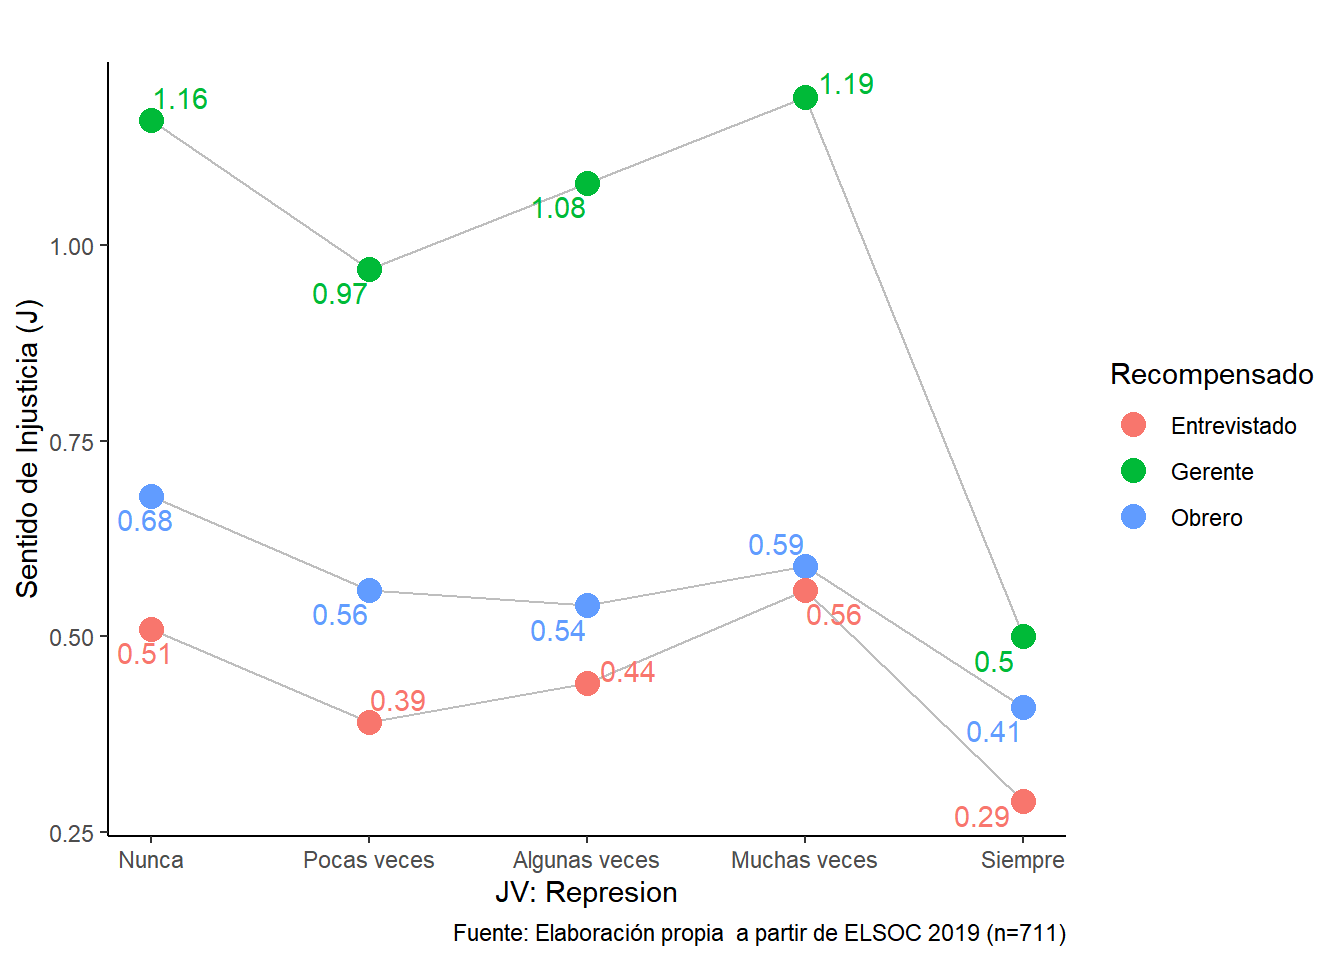 1.16
1.19
1.08
0.97
1.00
0.75
0.50
0.25
Sentido de Injusticia (J)
0.68
0.56
0.54
0.59
0.51
0.39
0.44
0.56
0.5
0.41
0.29
Nunca
Pocas veces
Algunas veces
Muchas veces
Siempre
JV: Represion
Fuente: Elaboración propia  a partir de ELSOC 2019 (n=711)
Recompensado
Entrevistado
Gerente
Obrero